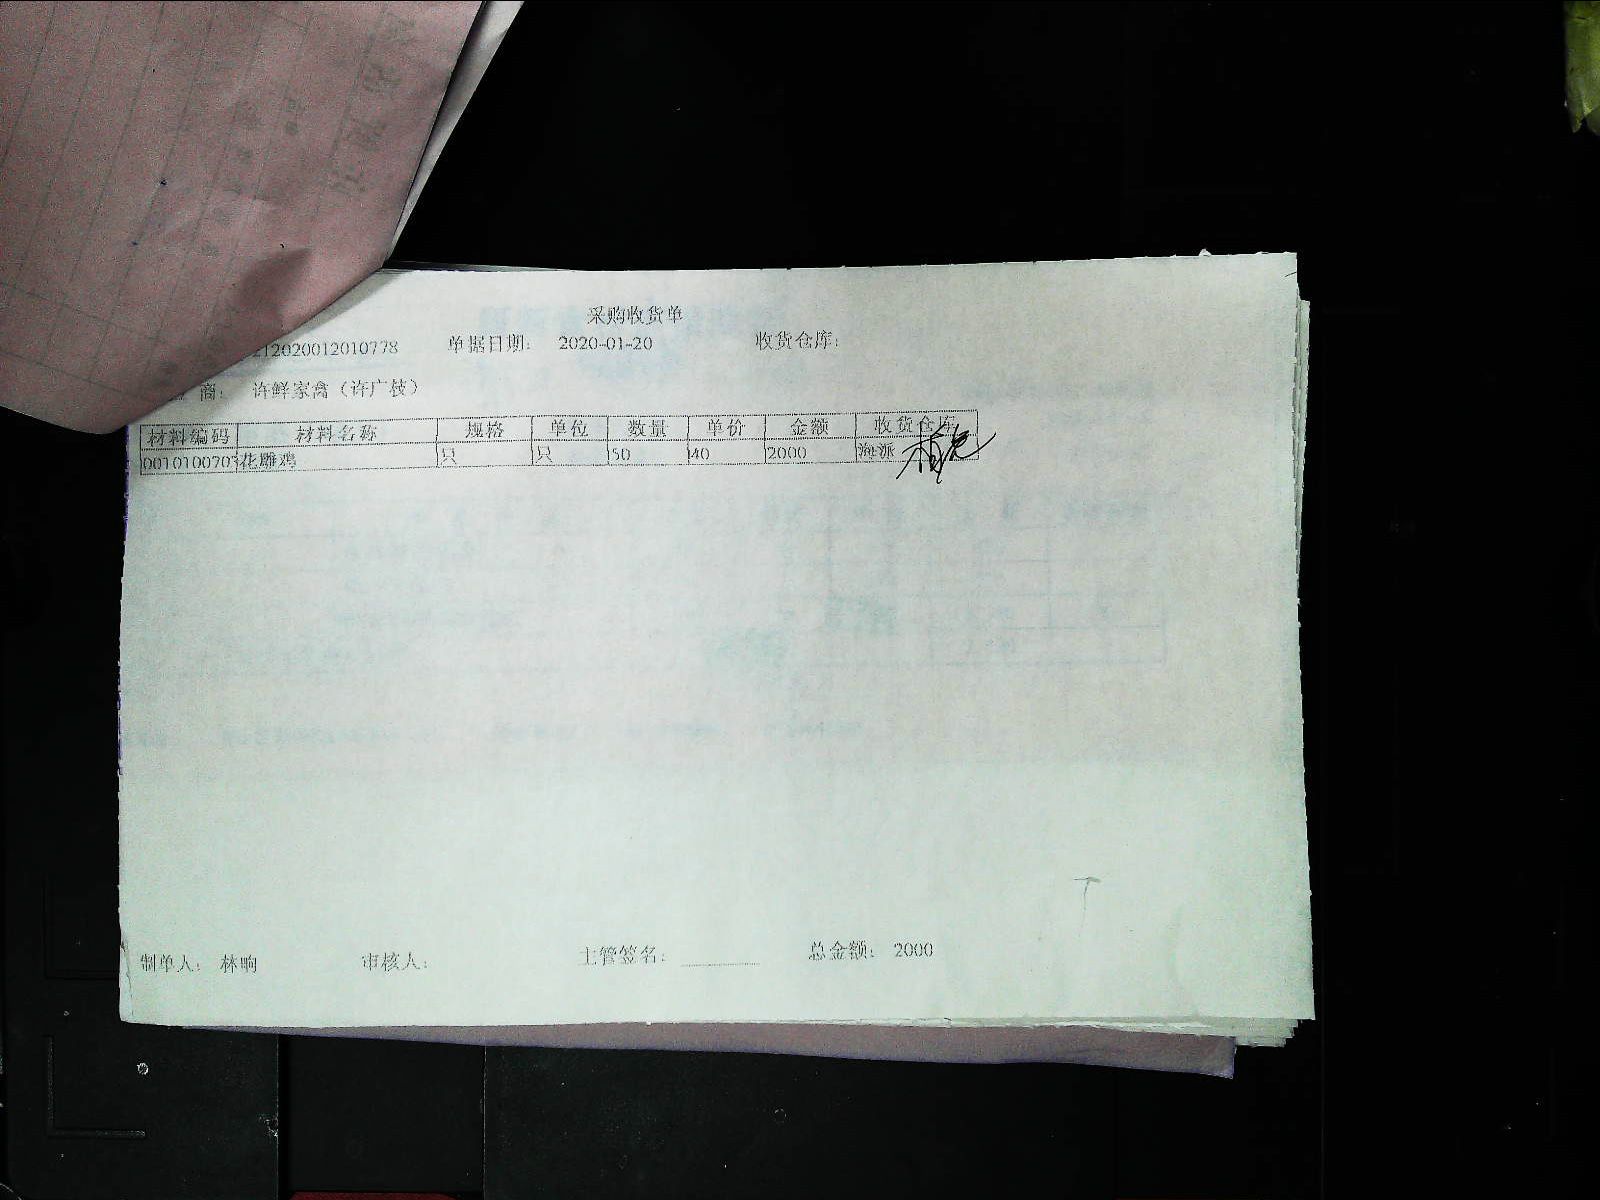 采购收货单
212020012010778 单据日期: 2020-01-20 收货仓库:
商: 许鲜家禽（许广枝）
材料编码 材料名称 规格 单位 数量 单价 金额 收货仓库
0010100705 花雕鸡 只 只 50 40 2000 海派
制单人: 林晌 审核人: 主管签名: 总金额: 2000